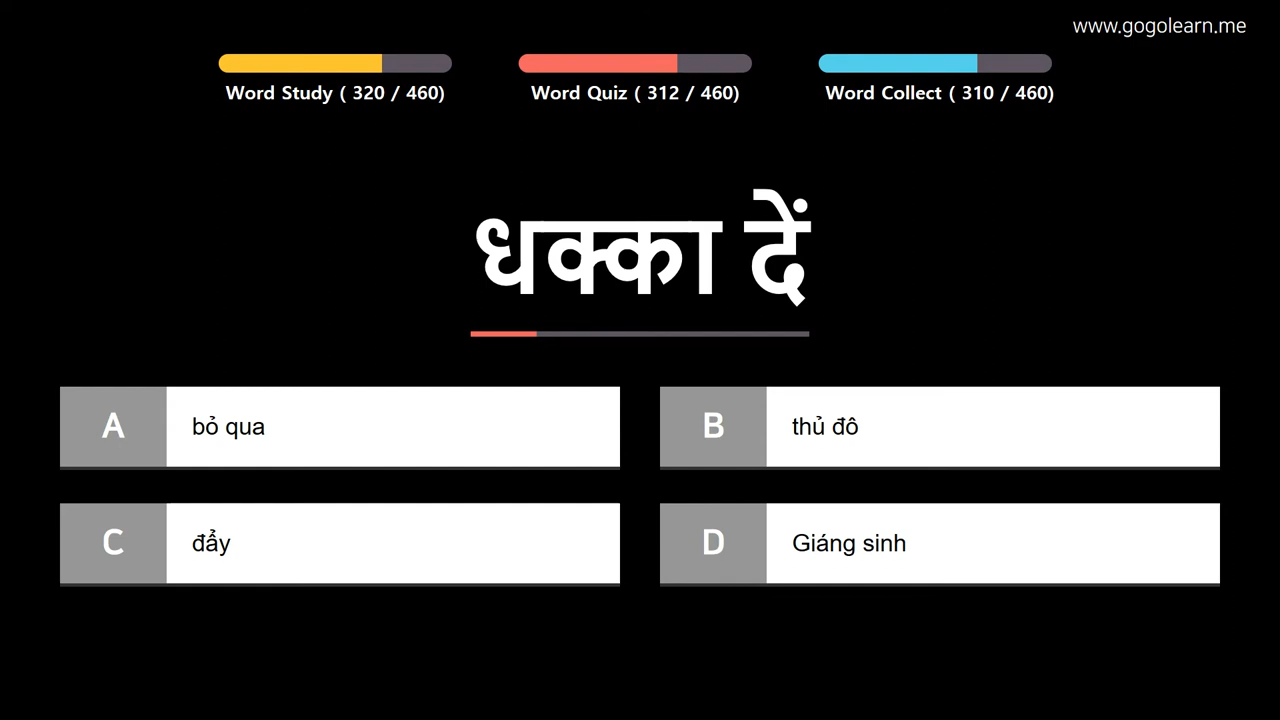 www.gogolearn.me
Word Study ( 320 / 460)
Word Quiz ( 312 / 460)
Word Collect ( 310 / 460)
धक्का दें
A
bỏ qua
B
thủ đô
C
đẩy
D
Giáng sinh